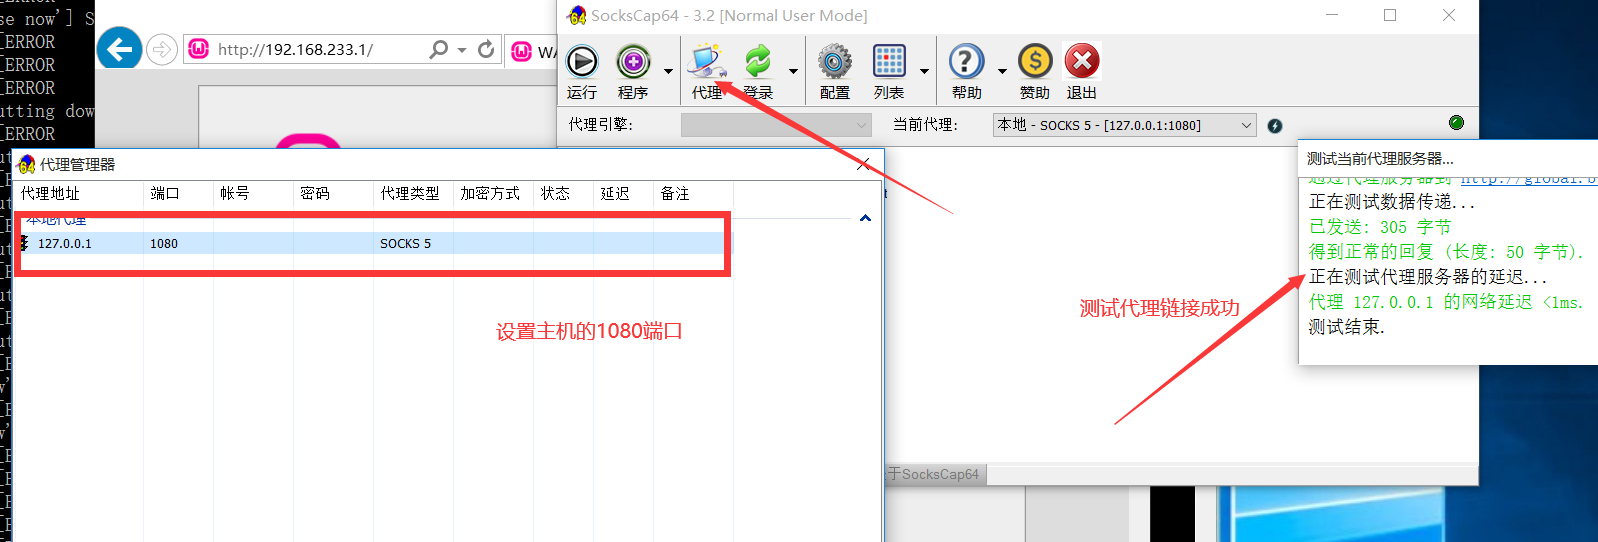 SocksCap64 - 3.2 [Normal User Mode]
se now'] S
[ERROR
[ERROR
[ERROR
utting dow
[ERROR
http://192.168.233.1/
WA
运行 程序 代理 登录 配置 列表 帮助 赞助 退出
代理引擎: 当前代理: 本地 - SOCKS 5 - [127.0.0.1:1080]
代理管理器
代理地址 端口 帐号 密码 代理类型 加密方式 状态 延迟 备注
本地代理
127.0.0.1 1080 SOCKS 5
设置主机的1080端口
测试代理链接成功
测试当前代理服务器...
通过代理服务器到 http://global.b
正在测试数据传递...
已发送: 305 字节
得到正常的回复 (长度: 50 字节).
正在测试代理服务器的延迟...
代理 127.0.0.1 的网络延迟 <1ms.
测试结束.
于SocksCap64